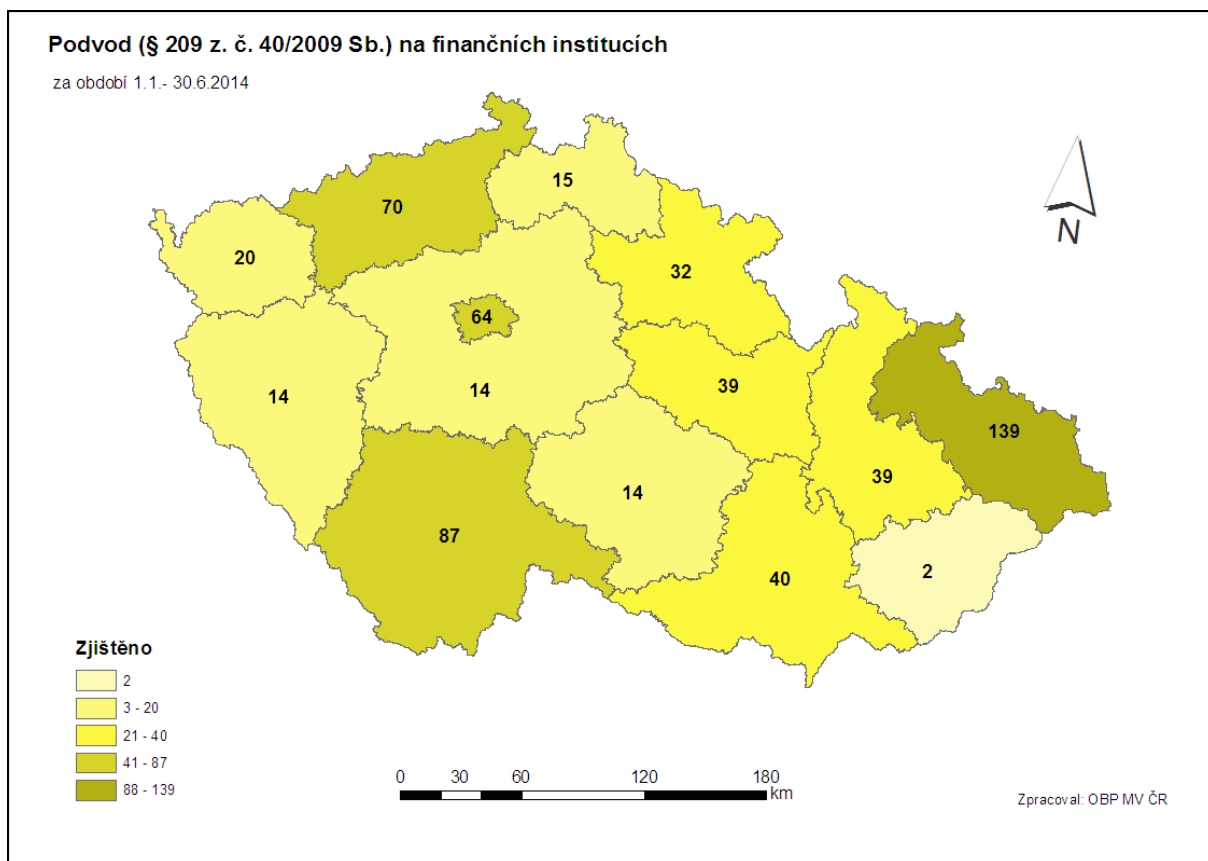 Podvod (§ 209 z. č. 40/2009 Sb.) na finančních institucích
za období 1.1.- 30.6.2014
N
15
70
20
32
64
14
14
39
139
39
14
87
40
2
Zjištěno
2
3 - 20
21 - 40
41 - 87
88 - 139
0 30 60 120 180
km
Zpracoval: OBP MV ČR